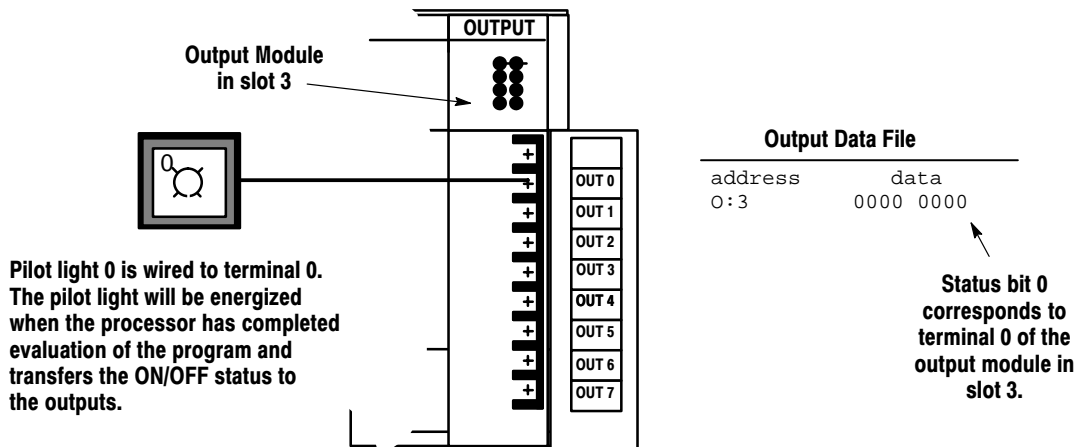 OUTPUT
Output Module
in slot 3
0
+
+
+
+
+
+
+
+
+
OUT 0
OUT 1
OUT 2
OUT 3
OUT 4
OUT 5
OUT 6
OUT 7
Pilot light 0 is wired to terminal 0.
The pilot light will be energized
when the processor has completed
evaluation of the program and
transfers the ON/OFF status to
the outputs.
Output Data File
address data
O:3 0000 0000
Status bit 0
corresponds to
terminal 0 of the
output module in
slot 3.